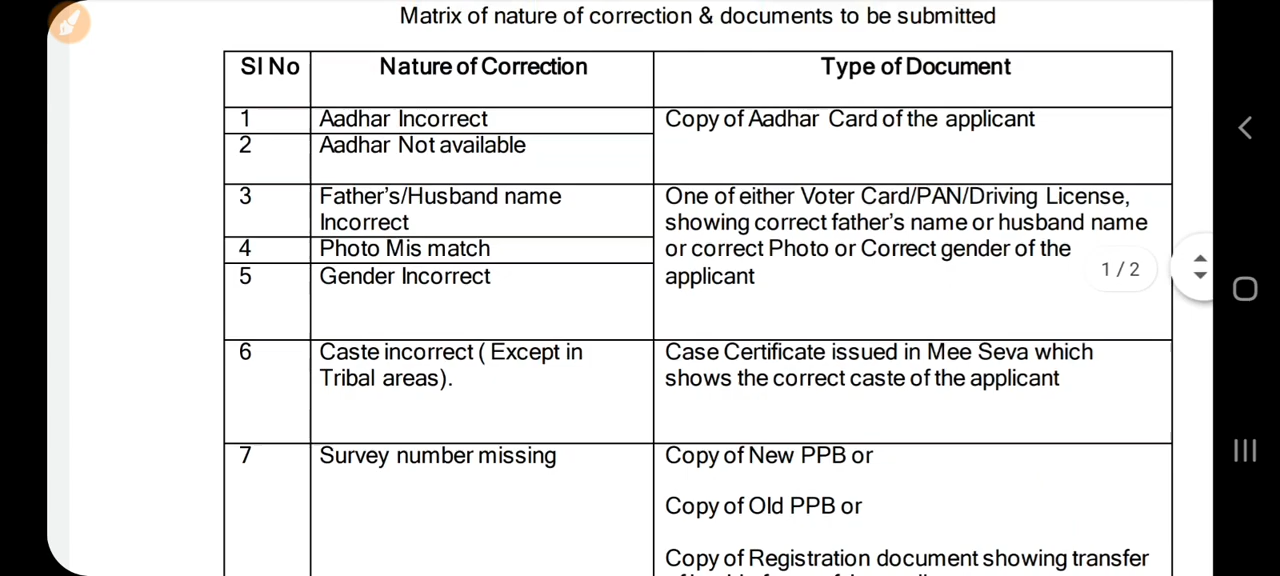 Matrix of nature of correction & documents to be submitted
Sl No Nature of Correction Type of Document
1 Aadhar Incorrect Copy of Aadhar Card of the applicant
2 Aadhar Not available
3 Father's/Husband name One of either Voter Card/PAN/Driving License,
Incorrect showing correct father's name or husband name
4 Photo Mis match or correct Photo or Correct gender of the
5 Gender Incorrect applicant
1 / 2
6 Caste incorrect ( Except in Case Certificate issued in Mee Seva which
Tribal areas). shows the correct caste of the applicant
7 Survey number missing Copy of New PPB or
Copy of Old PPB or
Copy of Registration document showing transfer